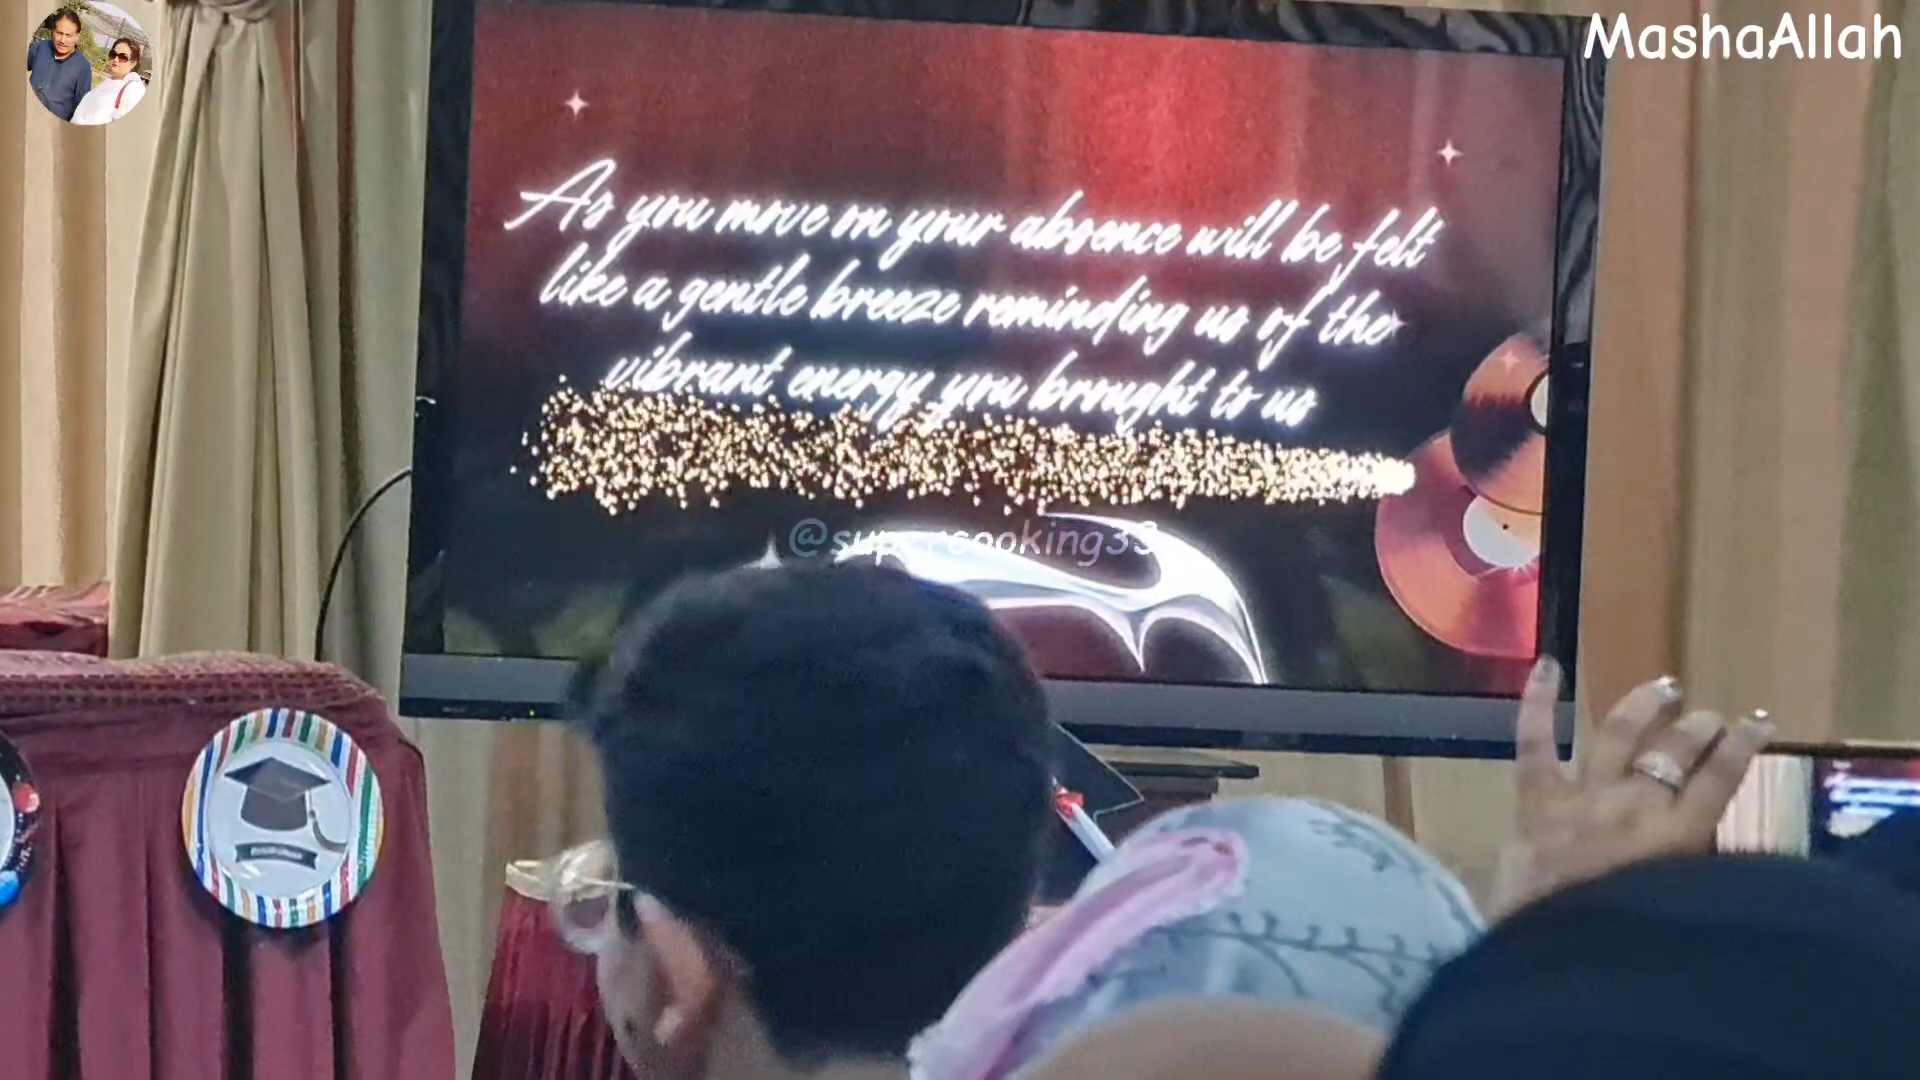 MashaAllah
As you move on your absence will be felt
like a gentle breeze reminding us of the
vibrant energy you brought to us
@supercooking33